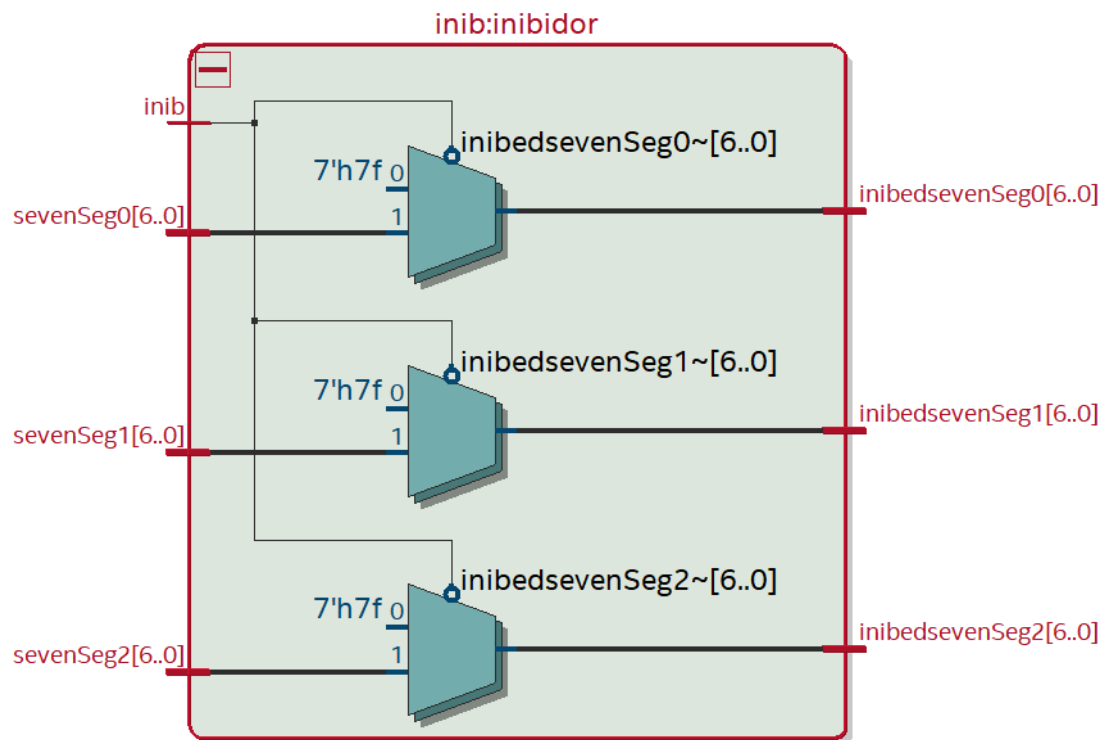 inib:inibidor
inib
inibedsevenSeg0~[6..0]
7'h7f 0
inibedsevenSeg0[6..0]
sevenSeg0[6..0]
1
inibedsevenSeg1~[6..0]
7'h7f 0
inibedsevenSeg1[6..0]
sevenSeg1[6..0]
1
inibedsevenSeg2~[6..0]
7'h7f 0
inibedsevenSeg2[6..0]
sevenSeg2[6..0]
1